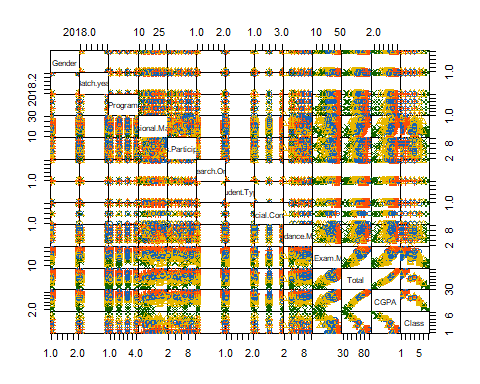 2018.0 10 25 1.0 2.0 1.0 3.0 10 50 2.0
Gender
1.0
2018.2
atch.yea
Program
30
1.0
ional.Ma
10
8
.Particip
2
earch.O
1.0
udent.Ty
1.0
cial.Con
1.0
8
dance.M
2
Exam.M
10
Total
30
CGPA
2.0
Class
1
1.0 2.0 1.0 4.0 2 8 1.0 2.0 2 8 30 80 1 5